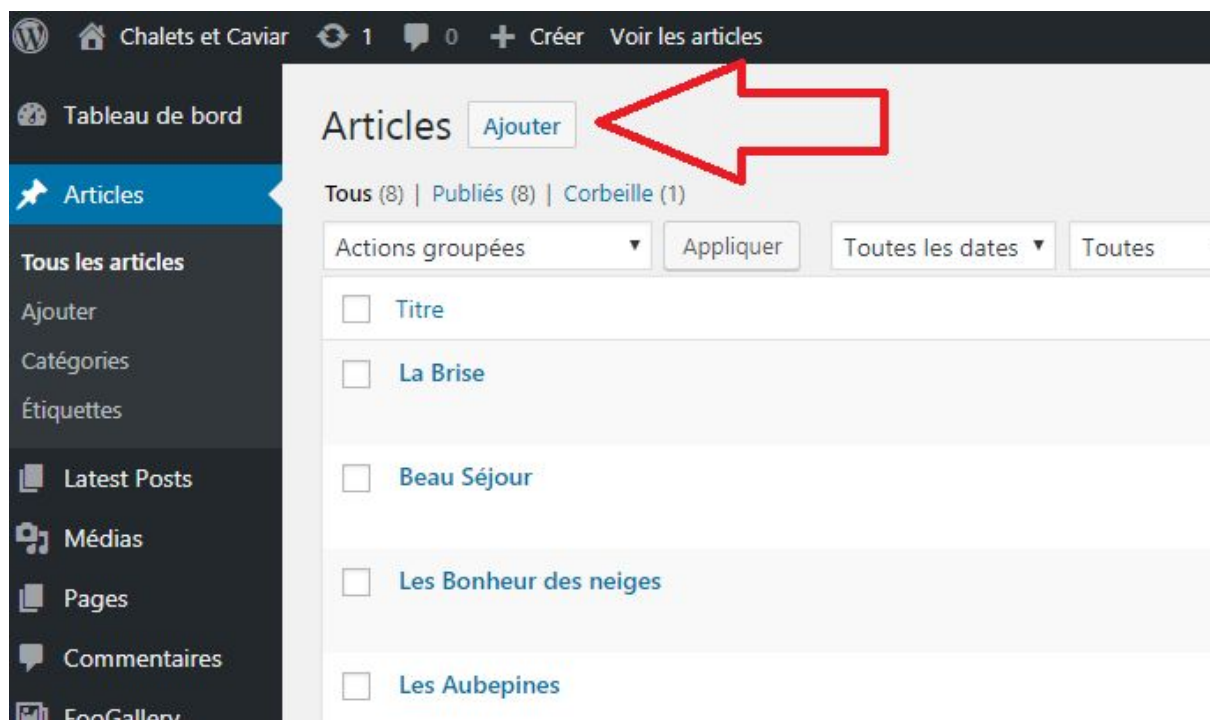 Chalets et Caviar 1 0 + Créer Voir les articles
Tableau de bord
Articles
Tous les articles
Ajouter
Catégories
Étiquettes
Latest Posts
Médias
Pages
Commentaires
FooGallery
Articles Ajouter
Tous (8) | Publiés (8) | Corbeille (1)
Actions groupées Appliquer Toutes les dates Toutes
Titre
La Brise
Beau Séjour
Les Bonheur des neiges
Les Aubepines